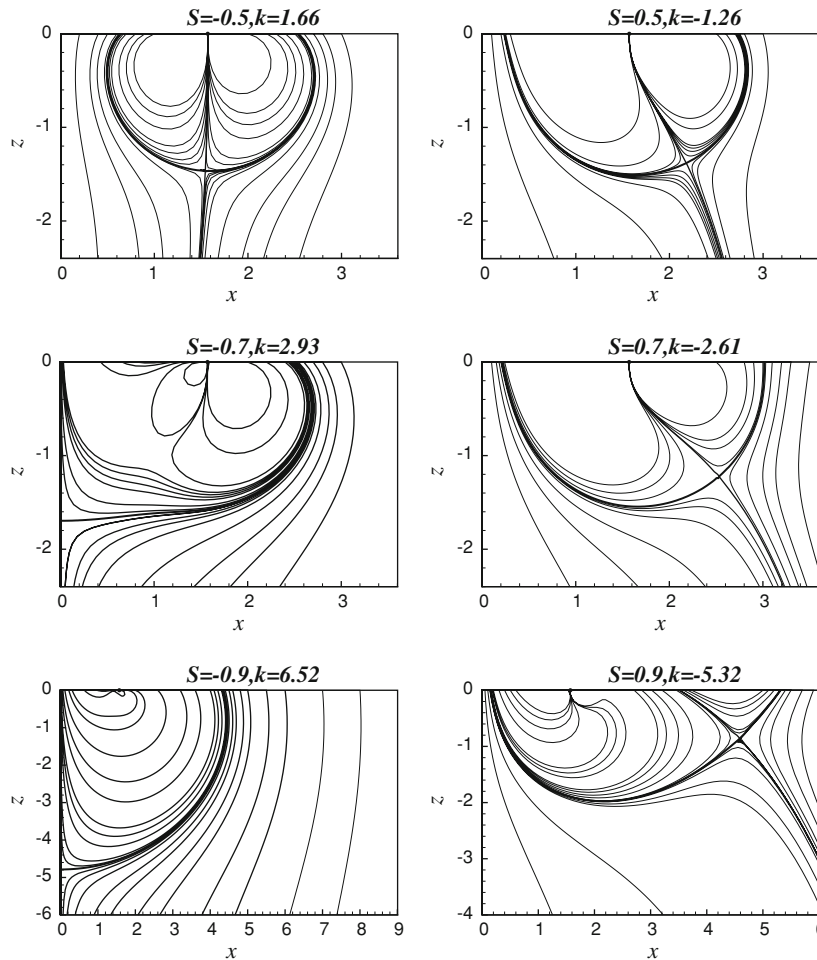 S=-0.5,k=1.66
0
-1
-2
z
0 1 2 3
x
S=0.5,k=-1.26
0
-1
-2
z
0 1 2 3
x
S=-0.7,k=2.93
0
-1
-2
z
0 1 2 3
x
S=0.7,k=-2.61
0
-1
-2
z
0 1 2 3
x
S=-0.9,k=6.52
0
-1
-2
-3
-4
-5
-6
z
0 1 2 3 4 5 6 7 8 9
x
S=0.9,k=-5.32
0
-1
-2
-3
-4
z
0 1 2 3 4 5 6
x